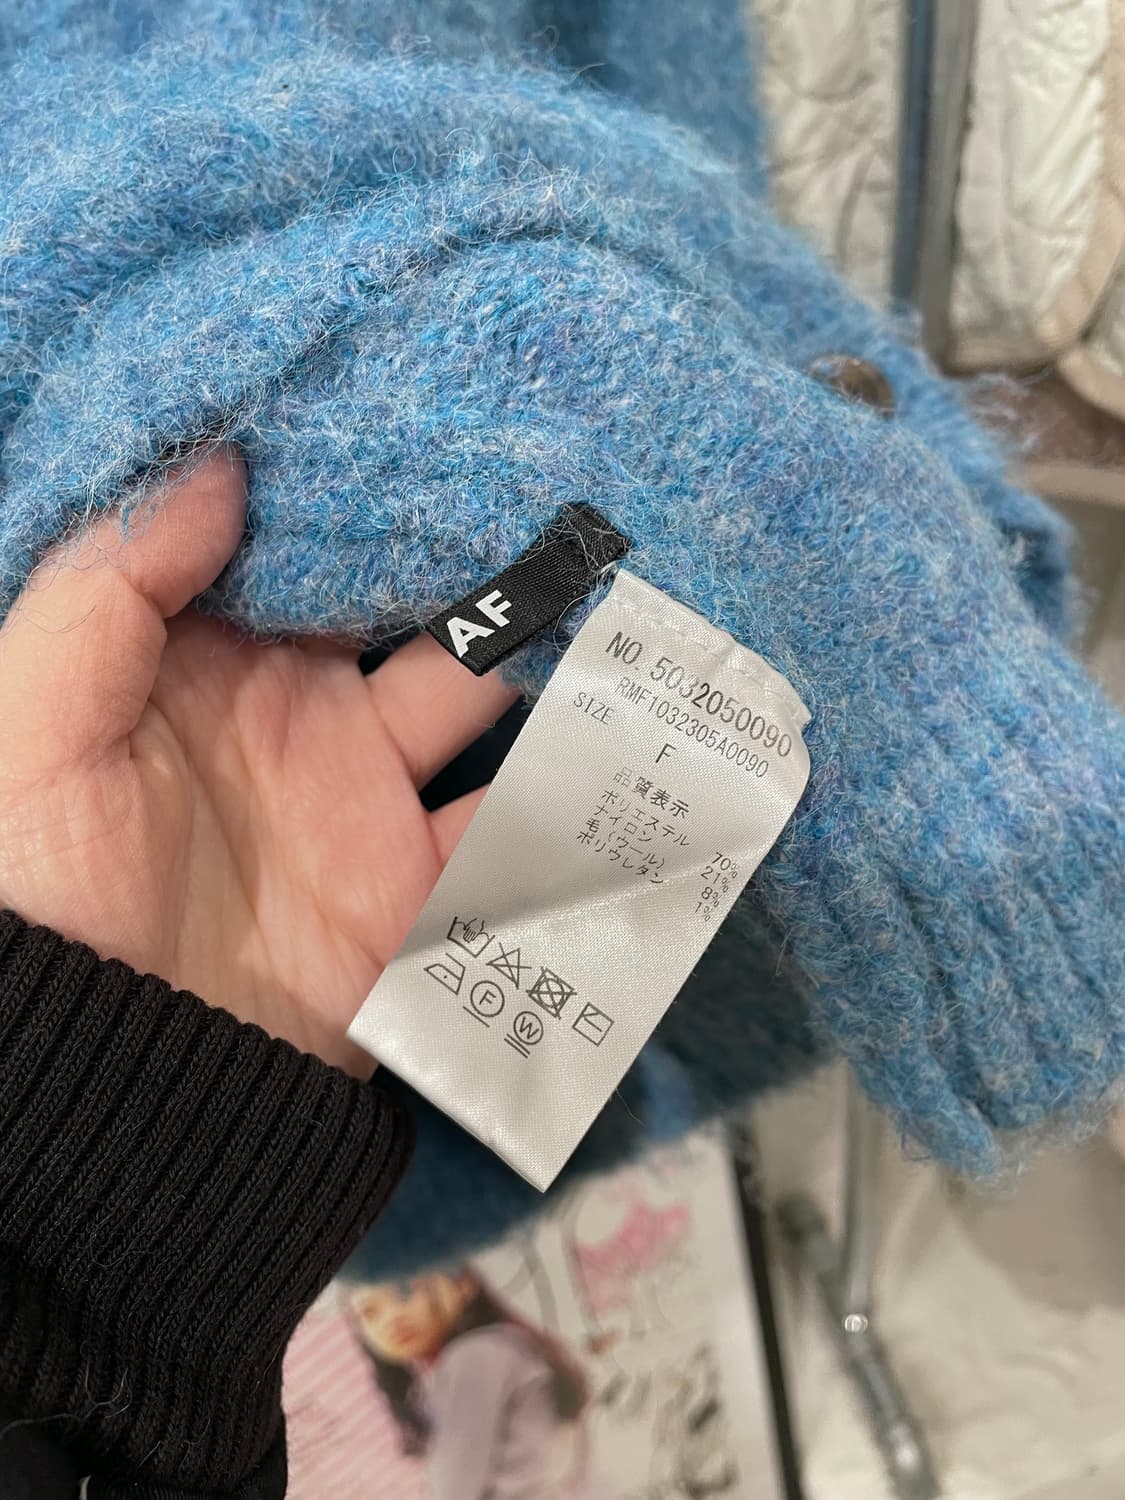 AF
NO. 5032050090
RMF1032305A0090
SIZE
F
品質表示
ポリエステル 70%
ナイロン 21%
毛(ウール) 8%
ポリウレタン 1%
F
W